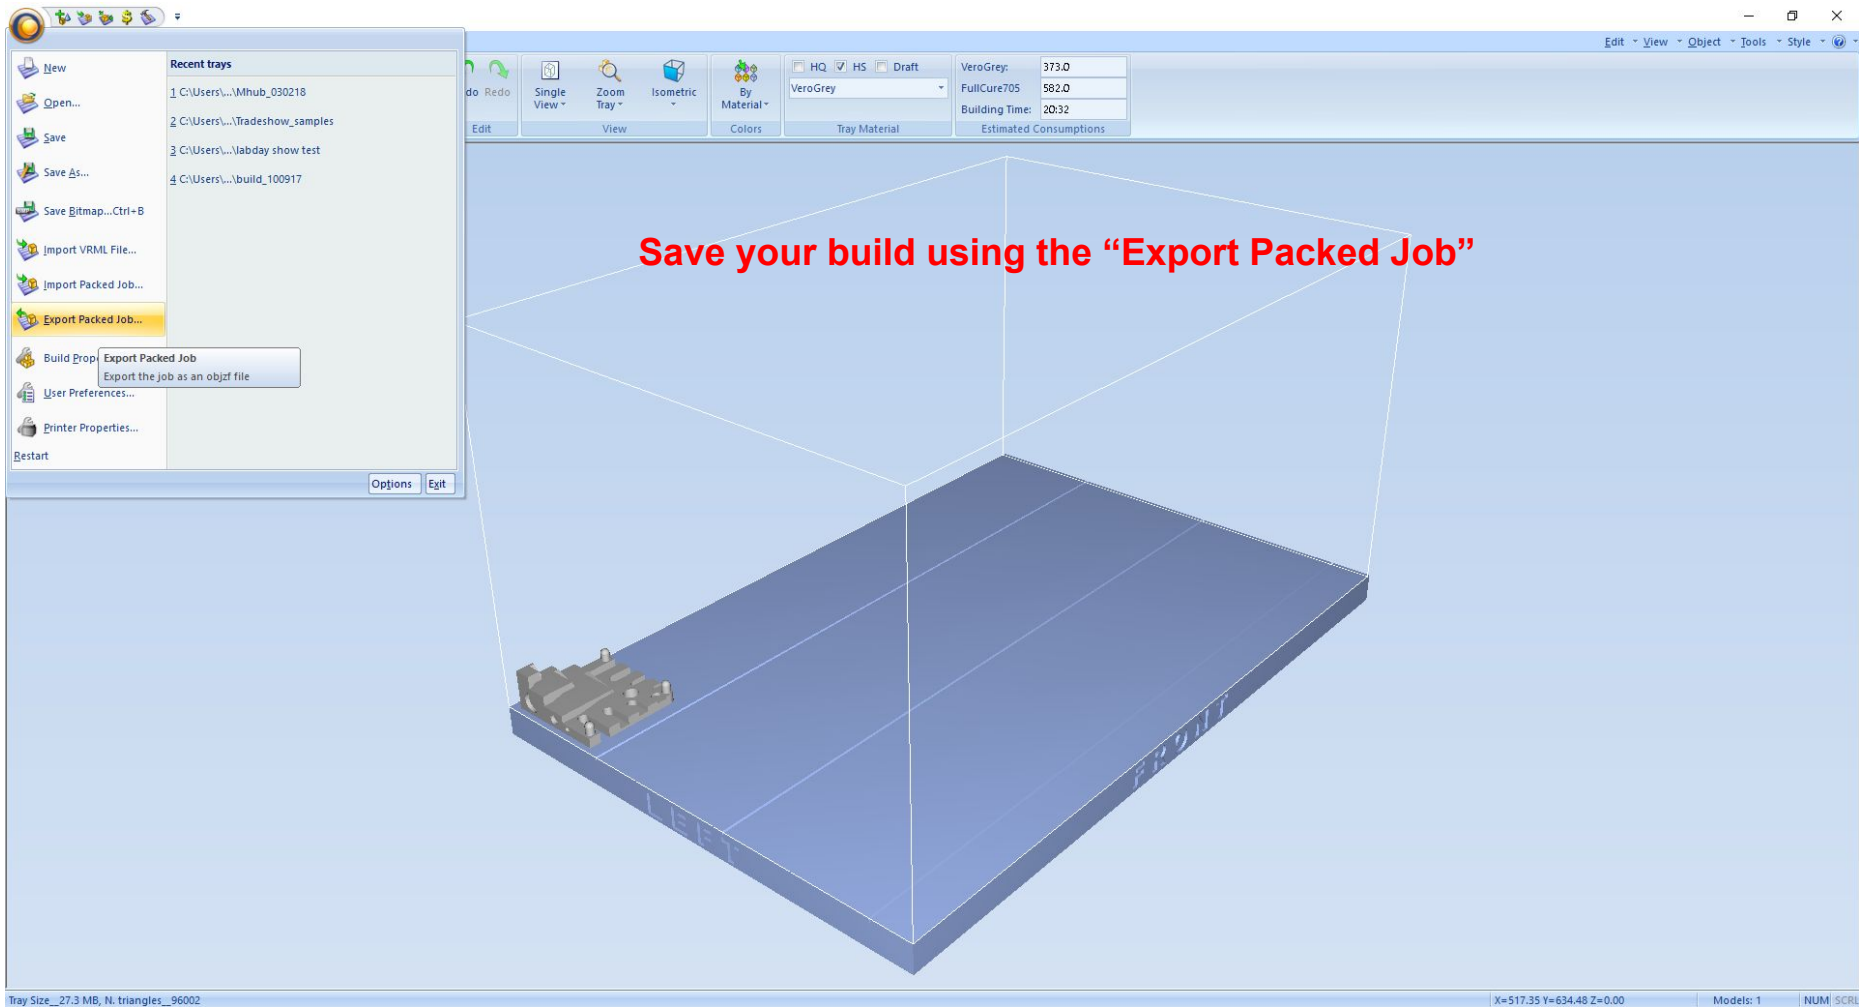 Edit View Object Tools Style
New
Open...
Save
Save As...
Save Bitmap...Ctrl+B
Import VRML File...
Import Packed Job...
Export Packed Job...
Build Prop
User Preferences...
Printer Properties...
Restart
Recent trays
1 C:\Users\...\Mhub_030218
2 C:\Users\...\Tradeshow_samples
3 C:\Users\...\labday show test
4 C:\Users\...\build_100917
Export Packed Job
Export the job as an objzf file
Options Exit
do Redo
Edit
Single View
Zoom Tray
Isometric
View
By Material
Colors
HQ HS Draft
VeroGrey
Tray Material
VeroGrey: 373.0
FullCure705 582.0
Building Time: 20:32
Estimated Consumptions
Save your build using the “Export Packed Job”
LEFT
FRONT
Tray Size__27.3 MB, N. triangles__96002
X=517.35 Y=634.48 Z=0.00 Models: 1 NUM SCRL